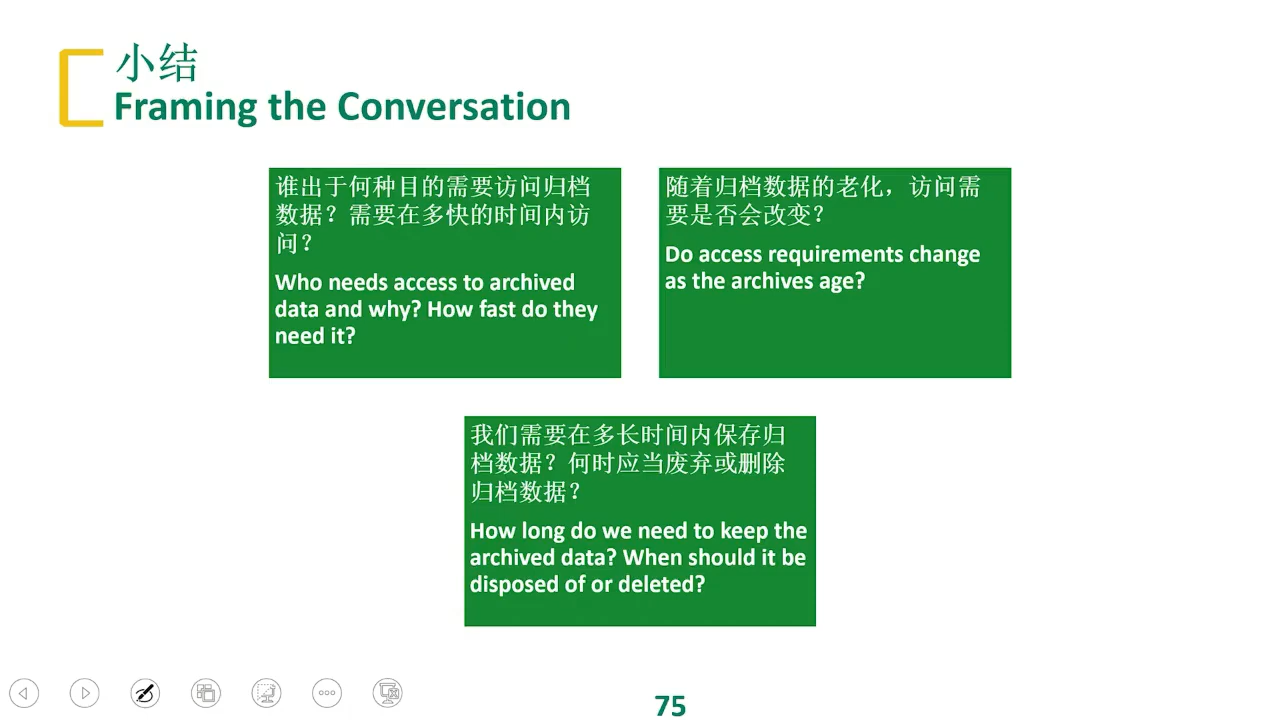 小结
Framing the Conversation
谁出于何种目的需要访问归档
数据？需要在多快的时间内访
问？
Who needs access to archived
data and why? How fast do they
need it?
随着归档数据的老化，访问需
要是否会改变？
Do access requirements change
as the archives age?
我们需要在多长时间内保存归
档数据？何时应当废弃或删除
归档数据？
How long do we need to keep the
archived data? When should it be
disposed of or deleted?
75